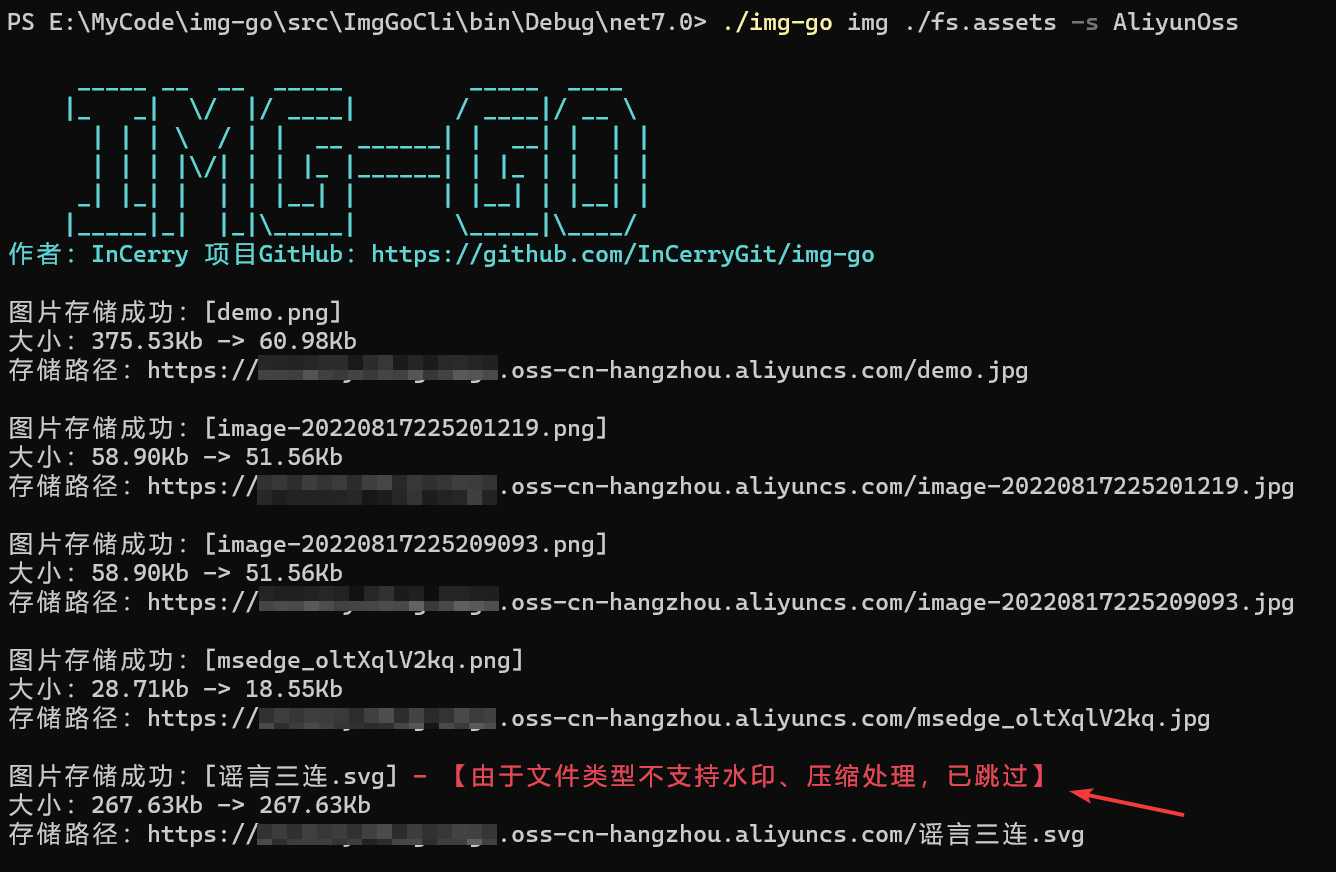 PS E:\MyCode\img-go\src\ImgGoCli\bin\Debug\net7.0> ./img-go img ./fs.assets -s AliyunOss
IMG-GO
作者：InCerry 项目GitHub：https://github.com/InCerryGit/img-go
图片存储成功：[demo.png]
大小：375.53Kb -> 60.98Kb
存储路径：https://.oss-cn-hangzhou.aliyuncs.com/demo.jpg
图片存储成功：[image-20220817225201219.png]
大小：58.90Kb -> 51.56Kb
存储路径：https://.oss-cn-hangzhou.aliyuncs.com/image-20220817225201219.jpg
图片存储成功：[image-20220817225209093.png]
大小：58.90Kb -> 51.56Kb
存储路径：https://.oss-cn-hangzhou.aliyuncs.com/image-20220817225209093.jpg
图片存储成功：[msedge_oltXqlV2kq.png]
大小：28.71Kb -> 18.55Kb
存储路径：https://.oss-cn-hangzhou.aliyuncs.com/msedge_oltXqlV2kq.jpg
图片存储成功：[谣言三连.svg] - 【由于文件类型不支持水印、压缩处理，已跳过】
大小：267.63Kb -> 267.63Kb
存储路径：https://.oss-cn-hangzhou.aliyuncs.com/谣言三连.svg